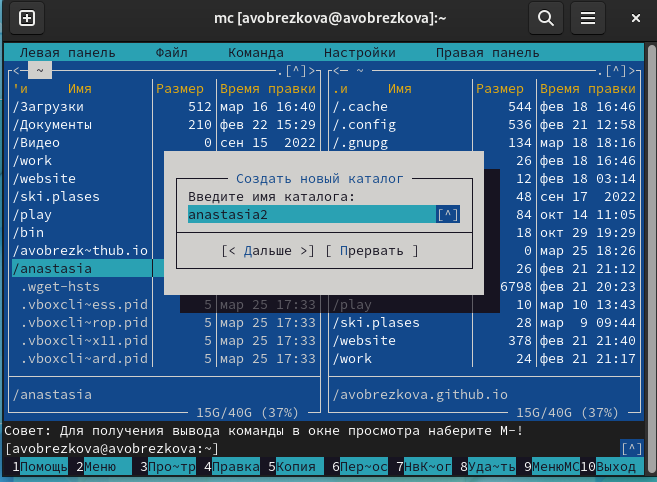 mc [avobrezkova@avobrezkova]:~
Левая панель Файл Команда Настройки Правая панель
<─ ~ .[^]> <─ ~ .[^]>
'и Имя Размер Время правки .и Имя Размер Время правки
/Загрузки 512 мар 16 16:40 /.cache 544 фев 18 16:46
/Документы 210 фев 22 15:29 /.config 536 фев 21 12:58
/Видео 0 сен 15 2022 /.gnupg 134 мар 18 18:16
/work 26 фев 18 16:46
/website Создать новый каталог 12 фев 18 03:14
/ski.plases Введите имя каталога: 48 сен 17 2022
/play anastasia2 [^] 84 окт 14 11:05
/bin 18 окт 29 19:29
/avobrezk~thub.io [< Дальше >] [ Прервать ] 0 мар 25 18:26
/anastasia 26 фев 21 21:12
.wget-hsts 6798 фев 21 20:23
.vboxcli~ess.pid 5 мар 25 17:33 /play 10 мар 10 13:43
.vboxcli~rop.pid 5 мар 25 17:33 /ski.plases 28 мар 9 09:44
.vboxcli~x11.pid 5 мар 25 17:33 /website 378 фев 21 21:40
.vboxcli~ard.pid 5 мар 25 17:33 /work 24 фев 21 21:17
/anastasia /avobrezkova.github.io
15G/40G (37%) 15G/40G (37%)
Совет: Для получения вывода команды в окне просмотра наберите M-!
[avobrezkova@avobrezkova:~] [^]
1Помощь 2Меню 3Про~тр 4Правка 5Копия 6Пер~ос 7НвК~ог 8Уда~ть 9МенюMC 10Выход